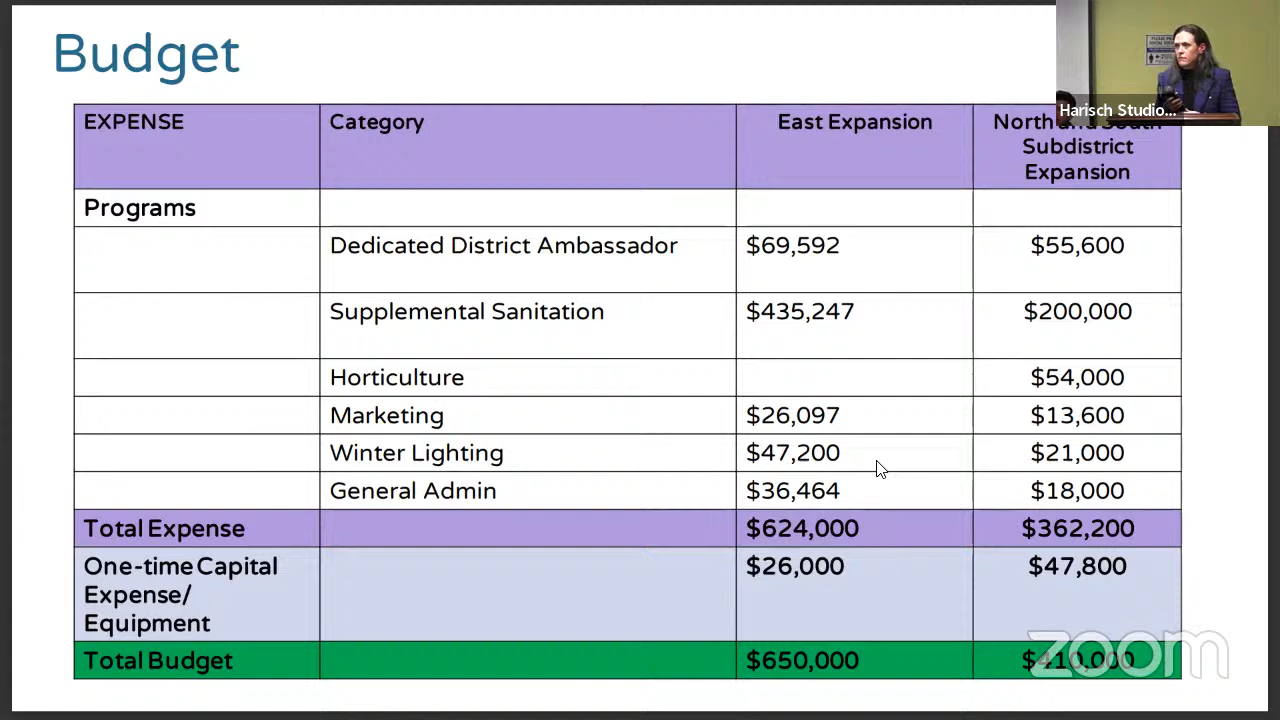 Budget
Harisch Studio...
EXPENSE Category East Expansion North and South
Subdistrict
Expansion
Programs
Dedicated District Ambassador $69,592 $55,600
Supplemental Sanitation $435,247 $200,000
Horticulture $54,000
Marketing $26,097 $13,600
Winter Lighting $47,200 $21,000
General Admin $36,464 $18,000
Total Expense $624,000 $362,200
One-time Capital $26,000 $47,800
Expense/
Equipment
Total Budget $650,000 $410,000
zoom